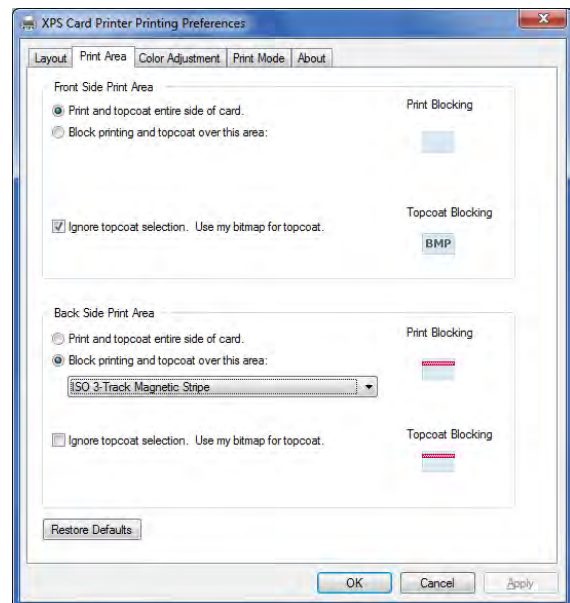 XPS Card Printer Printing Preferences
Layout Print Area Color Adjustment Print Mode About
Front Side Print Area
Print and topcoat entire side of card.
Print Blocking
Block printing and topcoat over this area:
Topcoat Blocking
Ignore topcoat selection. Use my bitmap for topcoat.
BMP
Back Side Print Area
Print and topcoat entire side of card.
Print Blocking
Block printing and topcoat over this area:
ISO 3-Track Magnetic Stripe
Ignore topcoat selection. Use my bitmap for topcoat.
Topcoat Blocking
Restore Defaults
OK Cancel Apply